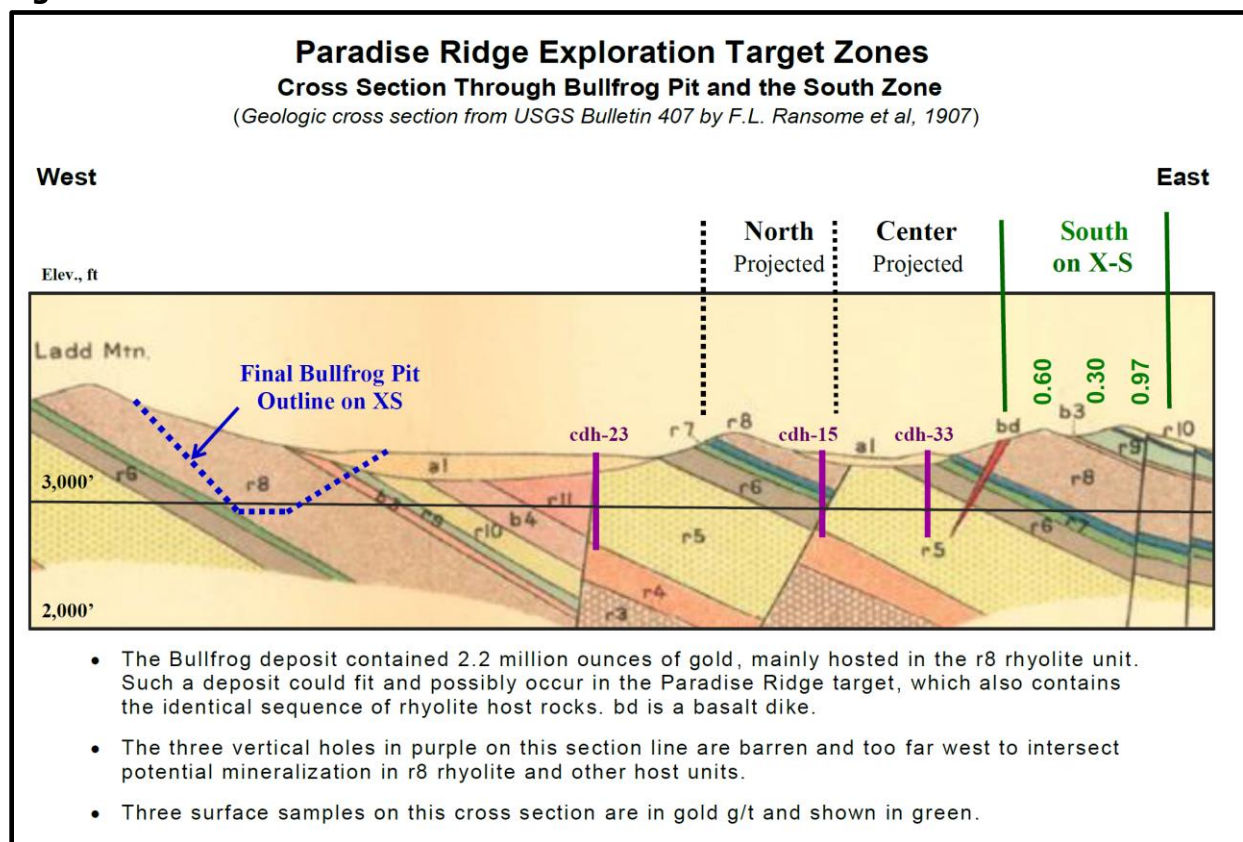 Paradise Ridge Exploration Target Zones
Cross Section Through Bullfrog Pit and the South Zone
(Geologic cross section from USGS Bulletin 407 by F.L. Ransome et al, 1907)
West
East
North
Projected
Center
Projected
South
on X-S
Elev., ft
Ladd Mtn.
Final Bullfrog Pit
Outline on XS
0.60
0.30
0.97
cdh-23
cdh-15
cdh-33
r7
r8
al
bd
b3
r10
r9
r6
r8
al
3,000'
b3
r9
r10
b4
r11
r5
r6
r5
r6
r7
r8
r4
r3
2,000'
• The Bullfrog deposit contained 2.2 million ounces of gold, mainly hosted in the r8 rhyolite unit.
Such a deposit could fit and possibly occur in the Paradise Ridge target, which also contains
the identical sequence of rhyolite host rocks. bd is a basalt dike.
• The three vertical holes in purple on this section line are barren and too far west to intersect
potential mineralization in r8 rhyolite and other host units.
• Three surface samples on this cross section are in gold g/t and shown in green.